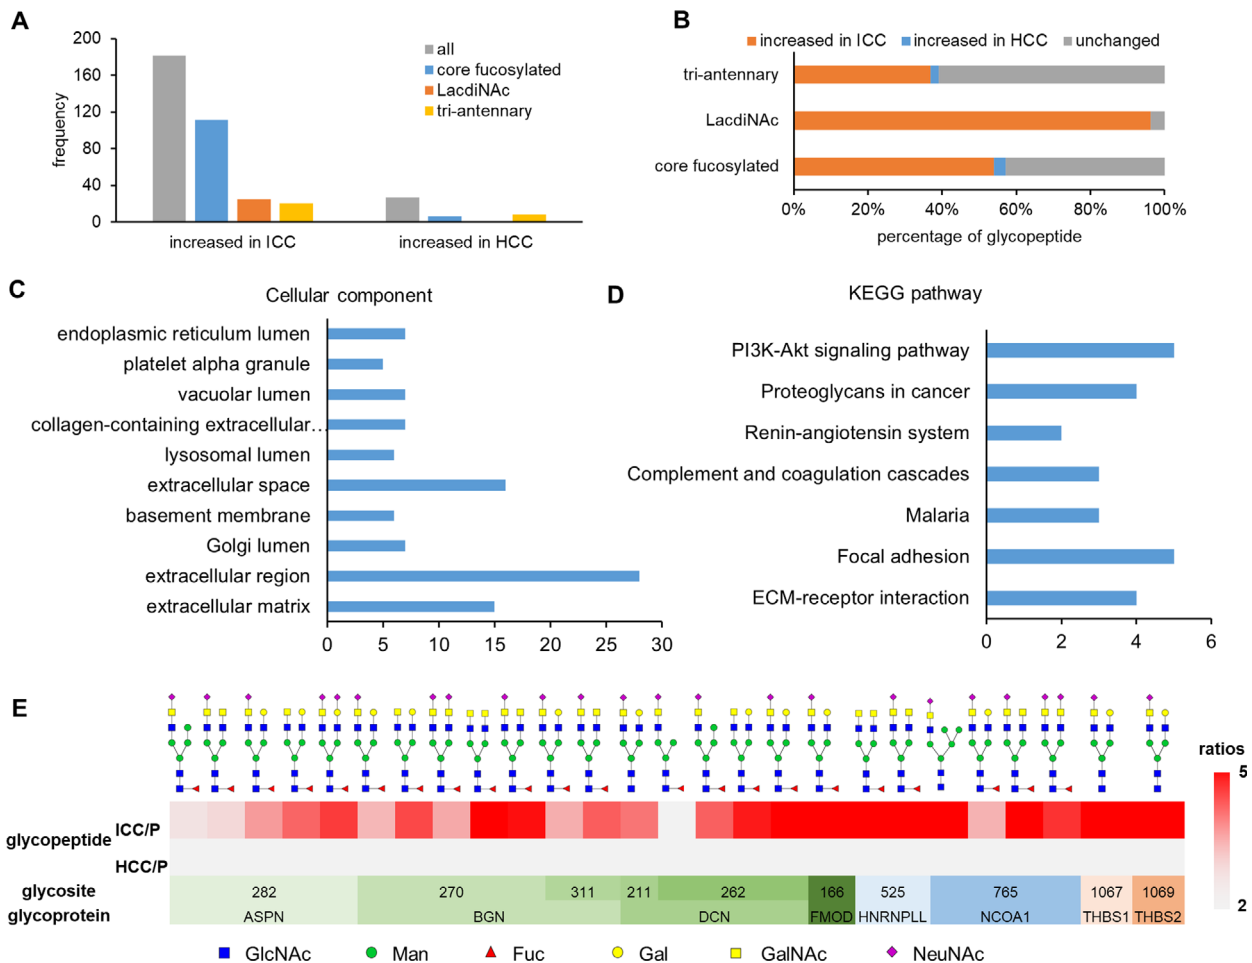 A
200
160
120
80
40
0
frequency
all
core fucosylated
LacdiNAc
tri-antennary
increased in ICC
increased in HCC
B
increased in ICC
increased in HCC
unchanged
tri-antennary
LacdiNAc
core fucosylated
0% 20% 40% 60% 80% 100%
percentage of glycopeptide
C
Cellular component
endoplasmic reticulum lumen
platelet alpha granule
vacuolar lumen
collagen-containing extracellular…
lysosomal lumen
extracellular space
basement membrane
Golgi lumen
extracellular region
extracellular matrix
0 5 10 15 20 25 30
D
KEGG pathway
PI3K-Akt signaling pathway
Proteoglycans in cancer
Renin-angiotensin system
Complement and coagulation cascades
Malaria
Focal adhesion
ECM-receptor interaction
0 2 4 6
E
ratios
5
2
glycopeptide
ICC/P
HCC/P
glycosite 282 270 311 211 262 166 525 765 1067 1069
glycoprotein ASPN BGN DCN FMOD HNRNPLL NCOA1 THBS1 THBS2
GlcNAc Man Fuc Gal GalNAc NeuNAc